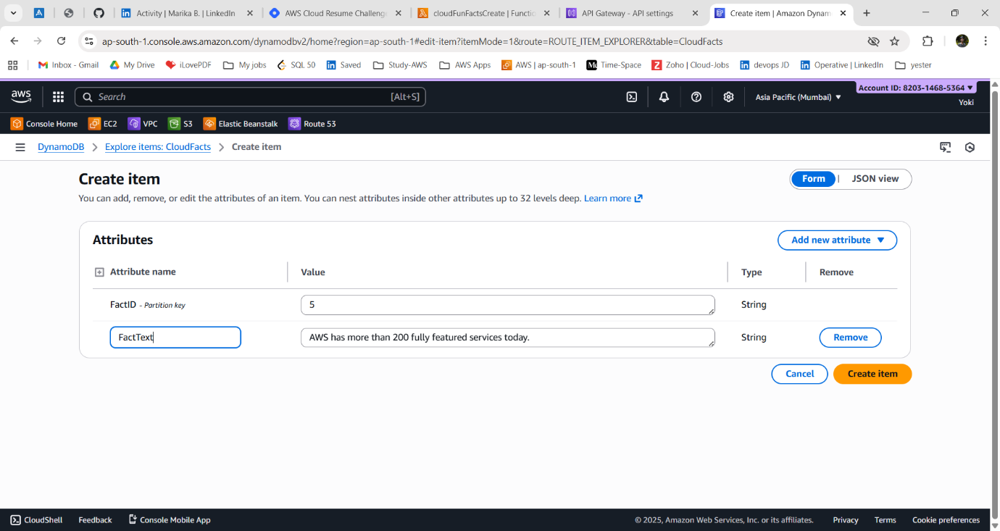 Activity | Marika B. | LinkedIn
AWS Cloud Resume Challenge
cloudFunFactsCreate | Functio
API Gateway - API settings
Create item | Amazon Dynam
ap-south-1.console.aws.amazon.com/dynamodbv2/home?region=ap-south-1#edit-item?itemMode=1&route=ROUTE_ITEM_EXPLORER&table=CloudFacts
Inbox - Gmail
My Drive
iLovePDF
My jobs
SQL 50
Saved
Study-AWS
AWS Apps
AWS | ap-south-1
Time-Space
Zoho | Cloud-Jobs
devops JD
Operative | LinkedIn
yester
aws
Search
[Alt+S]
Asia Pacific (Mumbai)
Account ID: 8203-1468-5364
Yoki
Console Home
EC2
VPC
S3
Elastic Beanstalk
Route 53
DynamoDB
Explore items: CloudFacts
Create item
Create item
Form
JSON view
You can add, remove, or edit the attributes of an item. You can nest attributes inside other attributes up to 32 levels deep. Learn more
Attributes
Add new attribute
Attribute name
Value
Type
Remove
FactID - Partition key
5
String
FactText
AWS has more than 200 fully featured services today.
String
Remove
Cancel
Create item
CloudShell
Feedback
Console Mobile App
© 2025, Amazon Web Services, Inc. or its affiliates.
Privacy
Terms
Cookie preferences